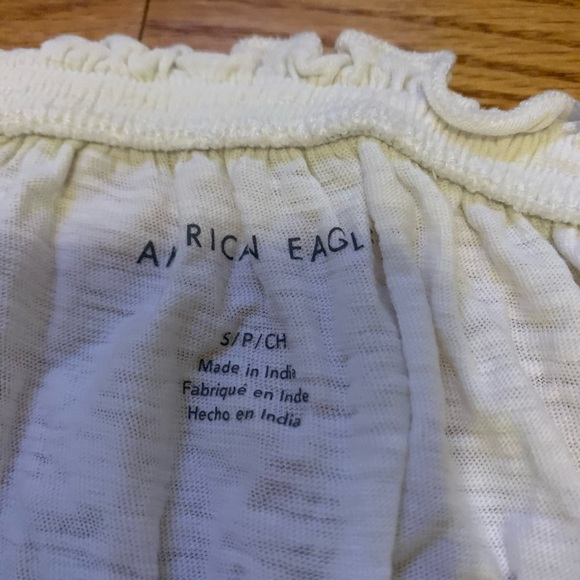 A RICA EAGL
S/P/CH
Made in India
Fabriqué en Inde
Hecho en India